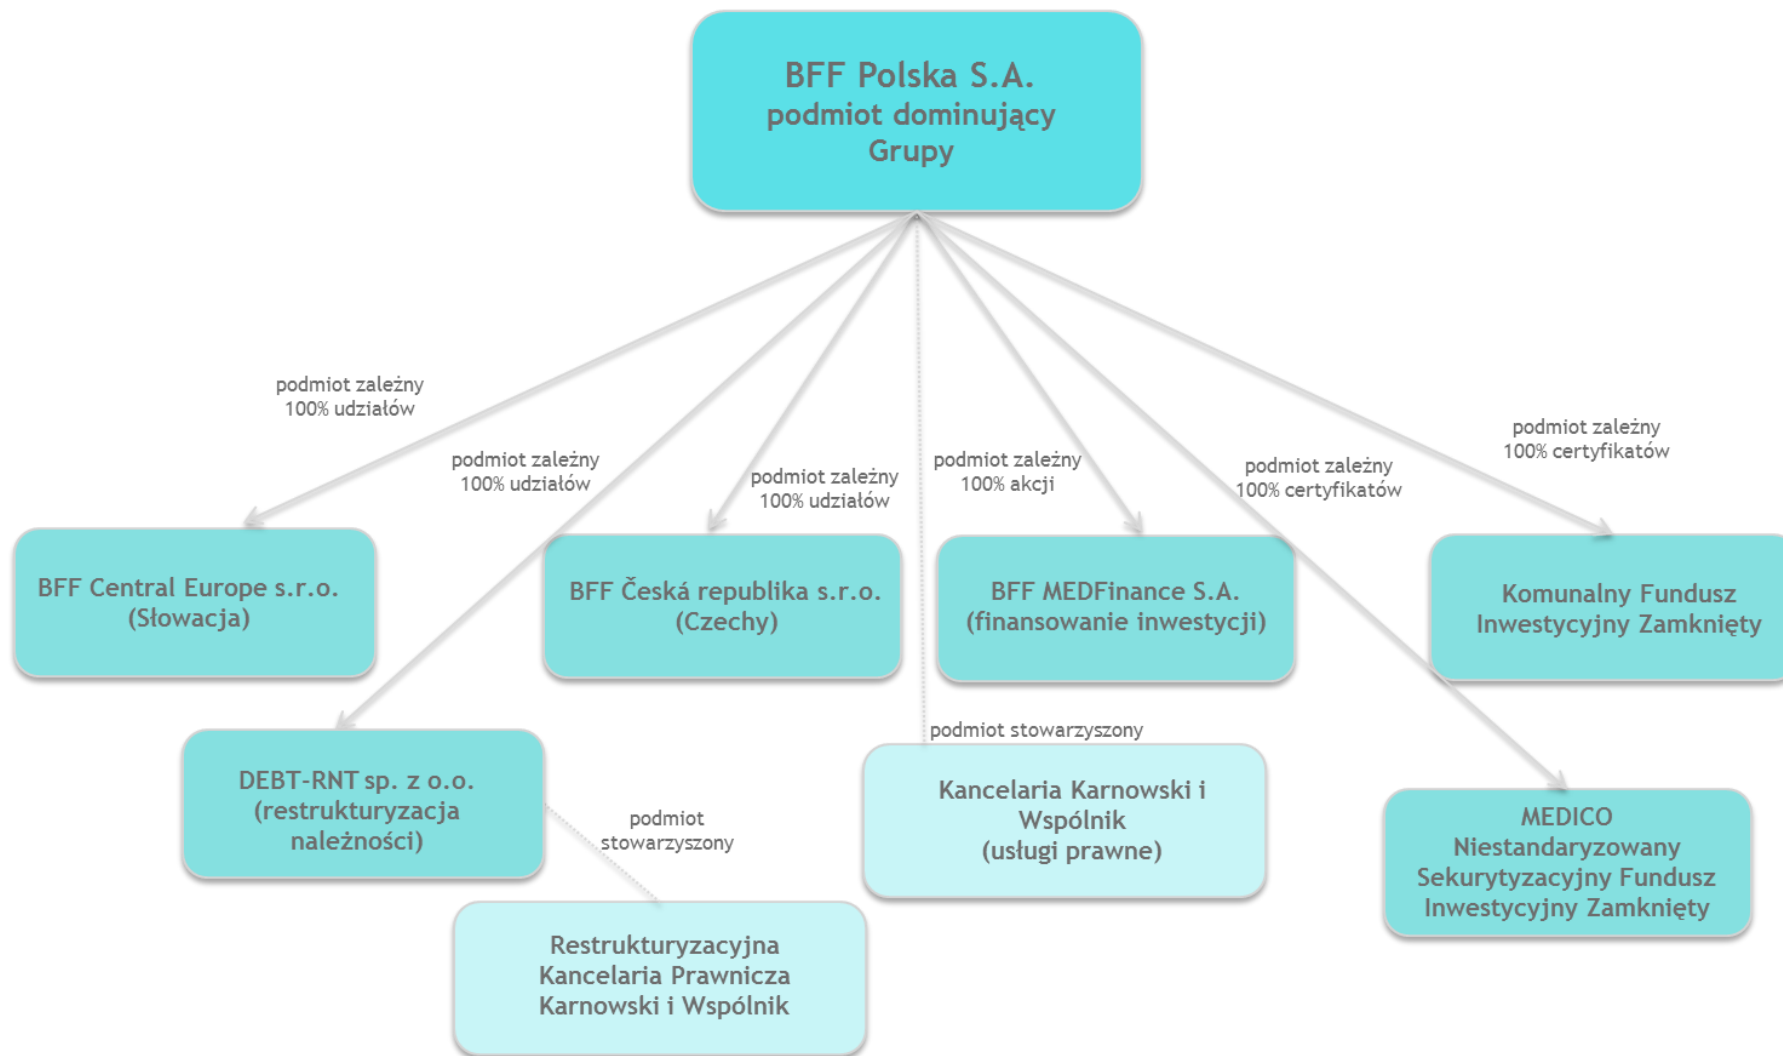 BFF Polska S.A.
podmiot dominujący
Grupy
podmiot zależny
100% udziałów
podmiot zależny
100% udziałów
podmiot zależny
100% udziałów
podmiot zależny
100% akcji
podmiot zależny
100% certyfikatów
podmiot zależny
100% certyfikatów
BFF Central Europe s.r.o.
(Słowacja)
BFF Česká republika s.r.o.
(Czechy)
BFF MEDFinance S.A.
(finansowanie inwestycji)
Komunalny Fundusz
Inwestycyjny Zamknięty
DEBT-RNT sp. z o.o.
(restrukturyzacja
należności)
podmiot
stowarzyszony
podmiot stowarzyszony
Kancelaria Karnowski i
Wspólnik
(usługi prawne)
MEDICO
Niestandaryzowany
Sekurytyzacyjny Fundusz
Inwestycyjny Zamknięty
Restrukturyzacyjna
Kancelaria Prawnicza
Karnowski i Wspólnik